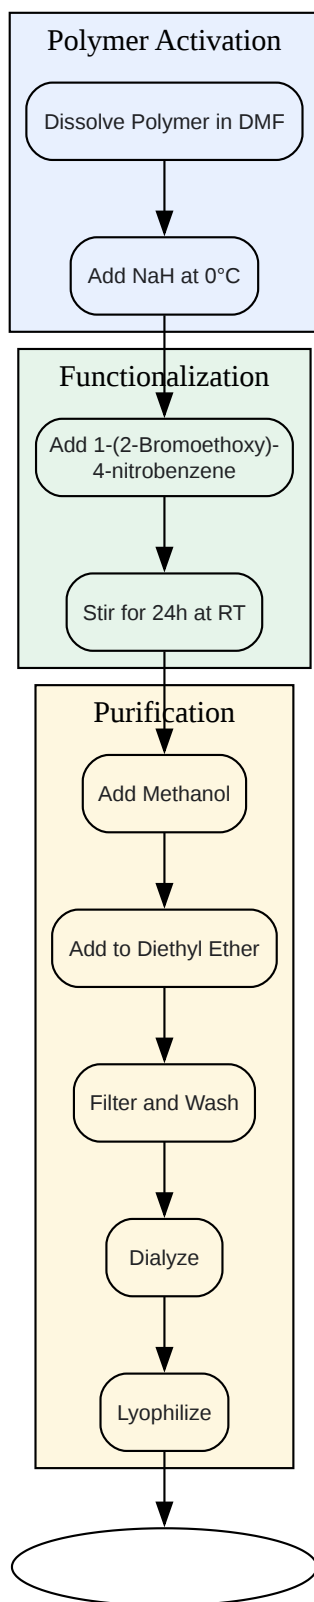 Polymer Activation
Dissolve Polymer in DMF
Add NaH at 0°C
Functionalization
Add 1-(2-Bromoethoxy)-
4-nitrobenzene
Stir for 24h at RT
Purification
Add Methanol
Add to Diethyl Ether
Filter and Wash
Dialyze
Lyophilize